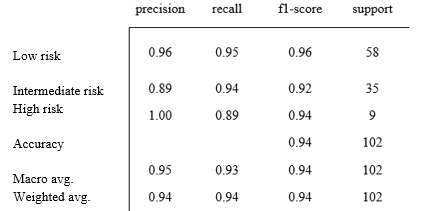 precision recall f1-score support
Low risk 0.96 0.95 0.96 58
Intermediate risk 0.89 0.94 0.92 35
High risk 1.00 0.89 0.94 9
Accuracy 0.94 102
Macro avg. 0.95 0.93 0.94 102
Weighted avg. 0.94 0.94 0.94 102